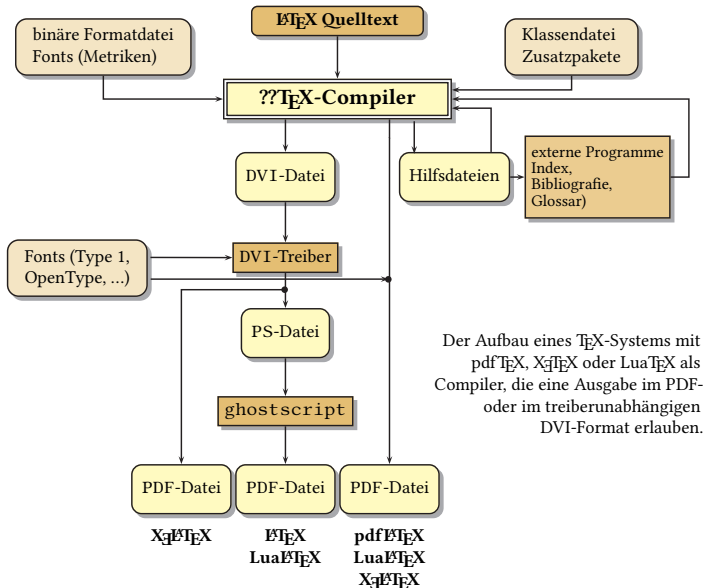 LATEX Quelltext
binäre Formatdatei
Fonts (Metriken)
Klassendatei
Zusatzpakete
??TEX-Compiler
DVI-Datei
Hilfsdateien
externe Programme
Index,
Bibliografie,
Glossar)
Fonts (Type 1,
OpenType, ...)
DVI-Treiber
PS-Datei
Der Aufbau eines TEX-Systems mit
pdfTEX, XƎTEX oder LuaTEX als
Compiler, die eine Ausgabe im PDF-
oder im treiberunabhängigen
DVI-Format erlauben.
ghostscript
PDF-Datei
PDF-Datei
PDF-Datei
XƎLATEX
LATEX
LuaLATEX
pdfLATEX
LuaLATEX
XƎLATEX